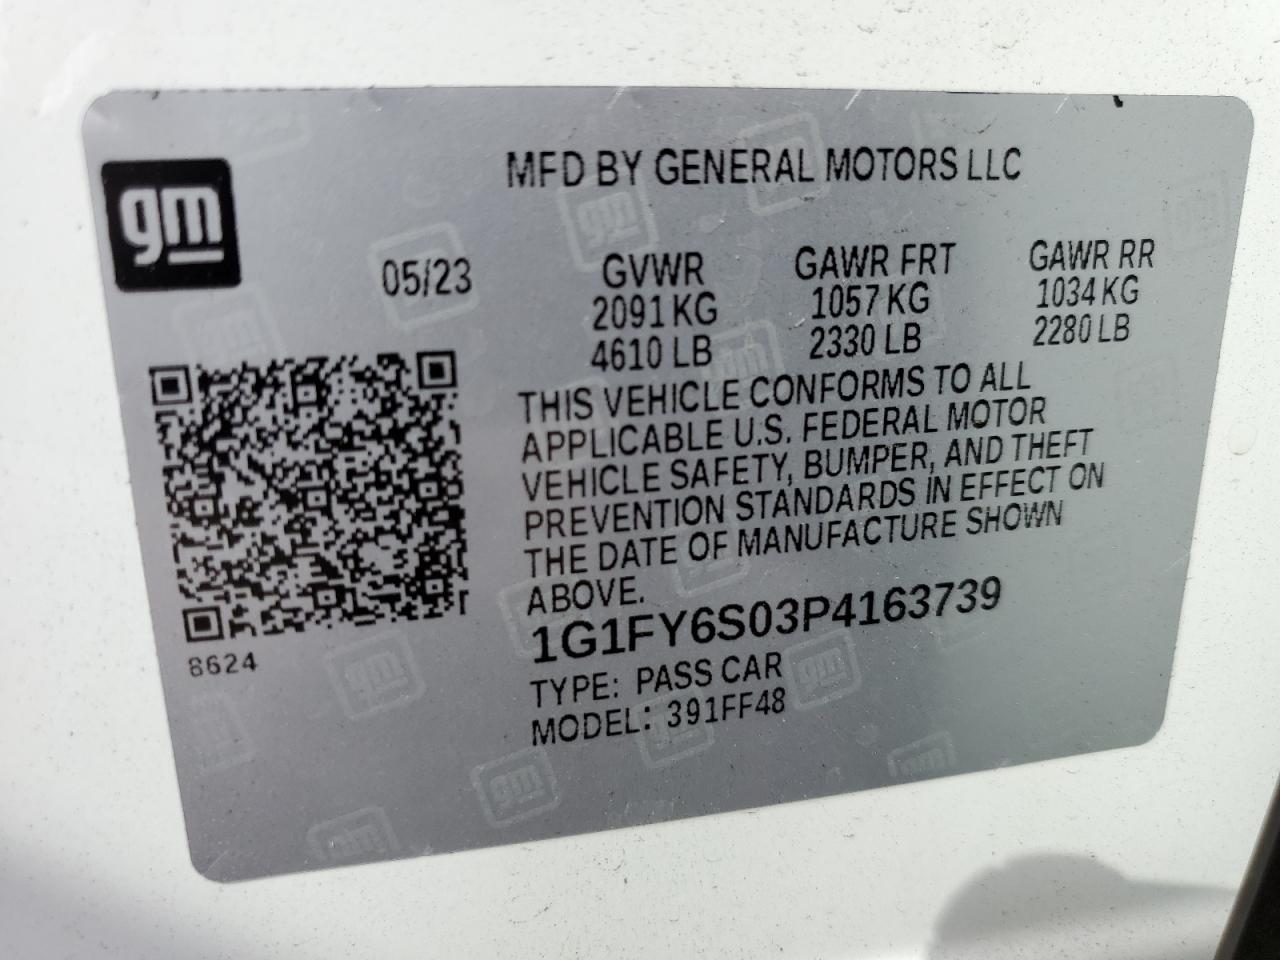 gm
MFD BY GENERAL MOTORS LLC
05/23
GVWR GAWR FRT GAWR RR
2091 KG 1057 KG 1034 KG
4610 LB 2330 LB 2280 LB
THIS VEHICLE CONFORMS TO ALL
APPLICABLE U.S. FEDERAL MOTOR
VEHICLE SAFETY, BUMPER, AND THEFT
PREVENTION STANDARDS IN EFFECT ON
THE DATE OF MANUFACTURE SHOWN
ABOVE.
1G1FY6S03P4163739
8624
TYPE: PASS CAR
MODEL: 391FF48